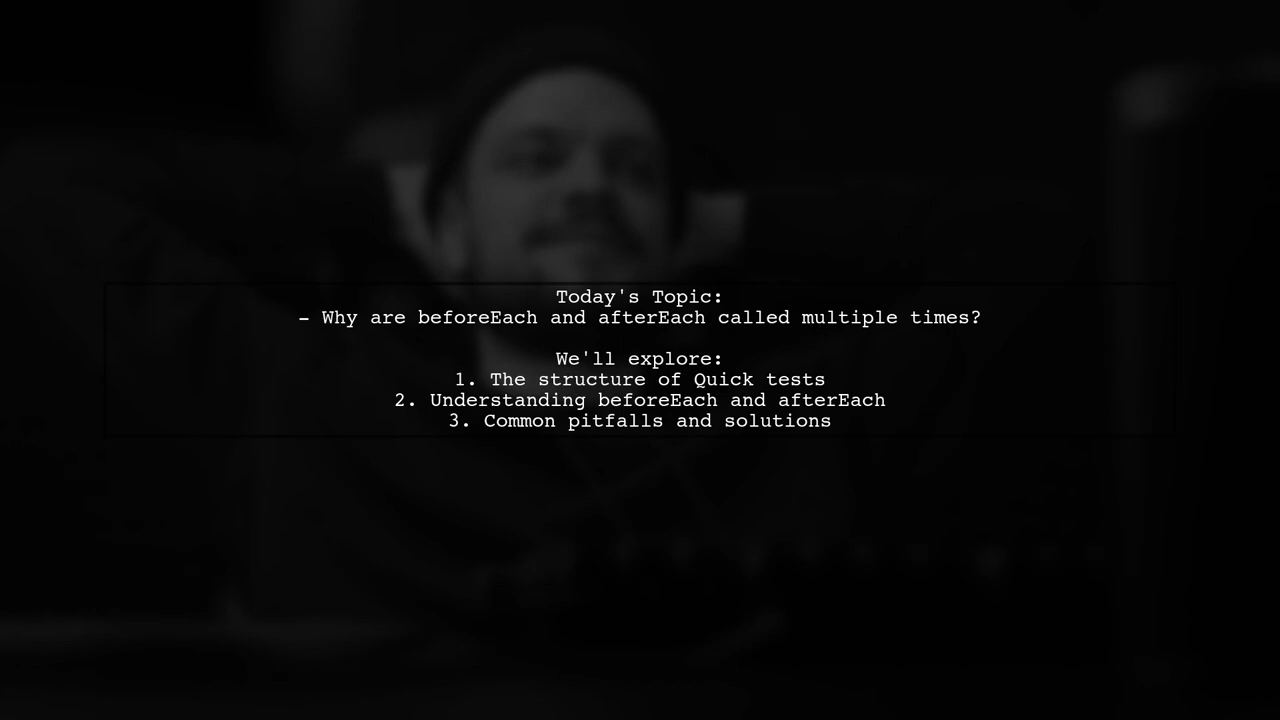 Today's Topic:
- Why are beforeEach and afterEach called multiple times?
We'll explore:
1. The structure of Quick tests
2. Understanding beforeEach and afterEach
3. Common pitfalls and solutions